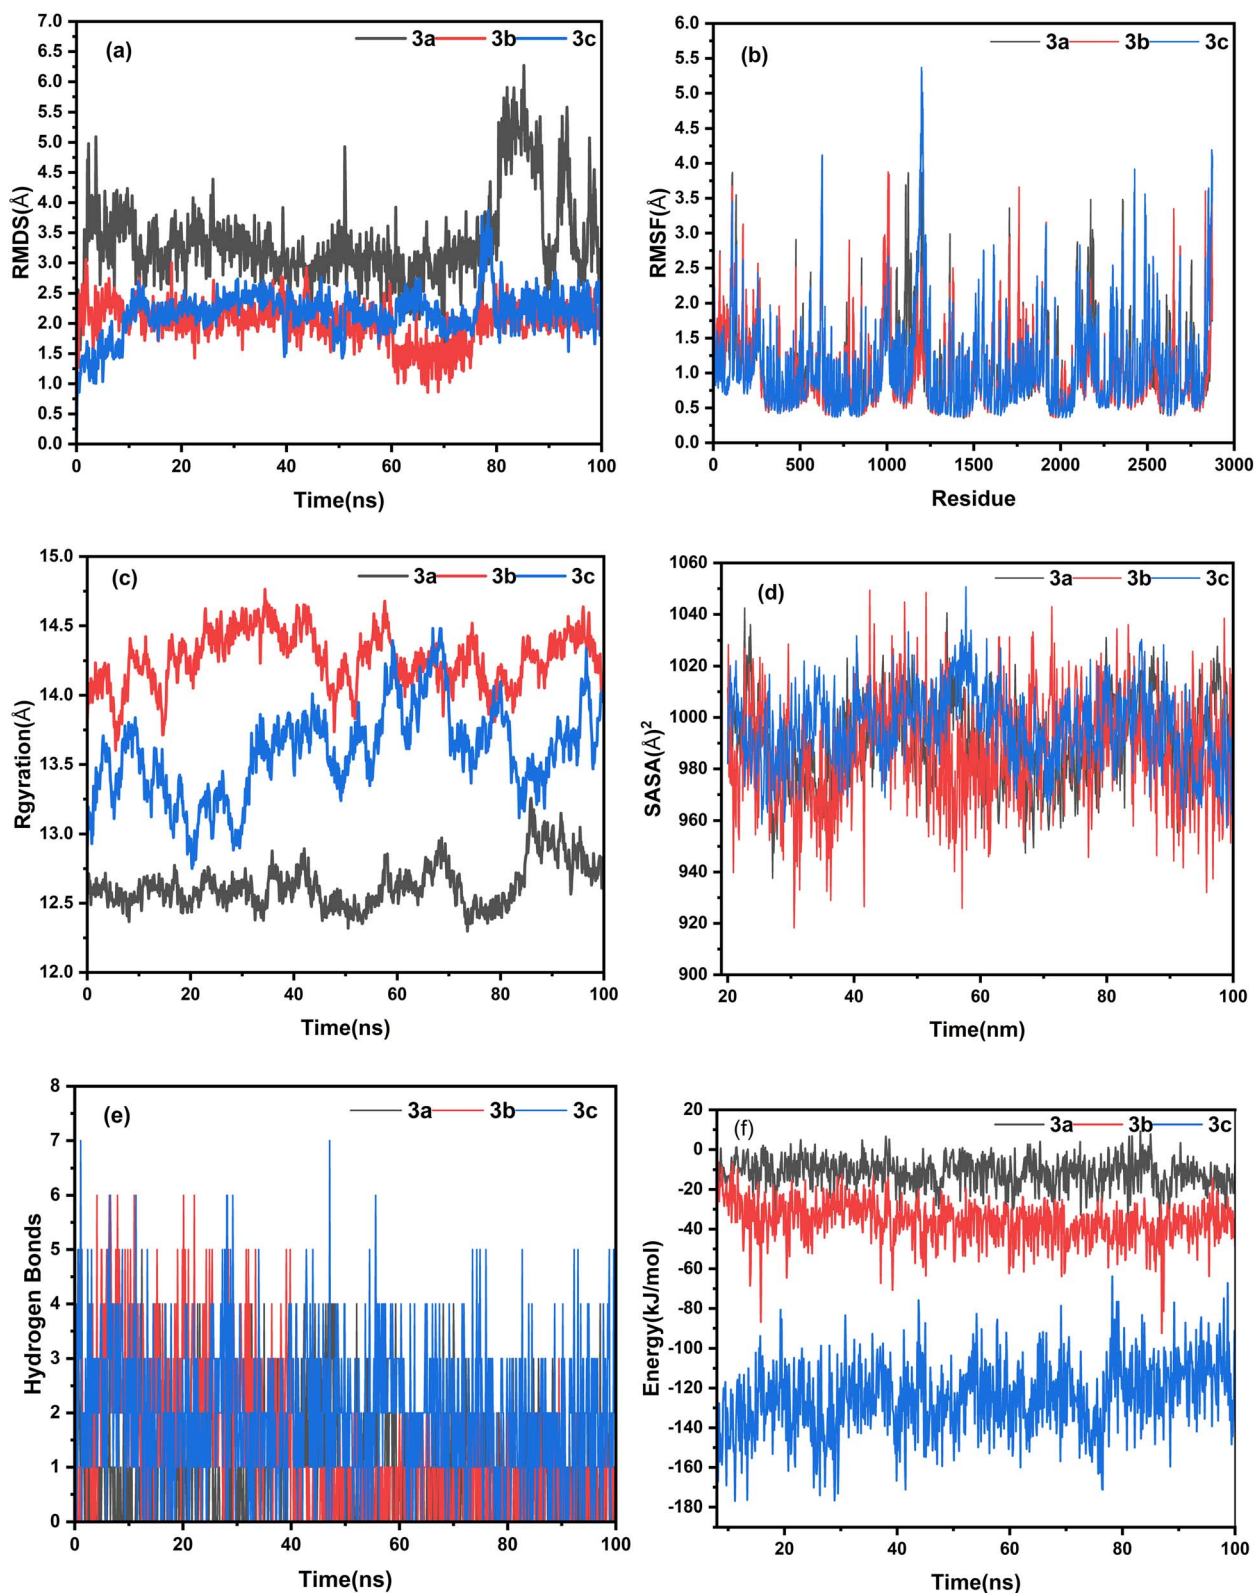 (a)
3a 3b 3c
7.0
6.5
6.0
5.5
5.0
4.5
4.0
3.5
3.0
2.5
2.0
1.5
1.0
0.5
0.0
RMDS(Å)
0 20 40 60 80 100
Time(ns)
(b)
3a 3b 3c
6.0
5.5
5.0
4.5
4.0
3.5
3.0
2.5
2.0
1.5
1.0
0.5
0.0
RMSF(Å)
0 500 1000 1500 2000 2500 3000
Residue
(c)
3a 3b 3c
15.0
14.5
14.0
13.5
13.0
12.5
12.0
Rgyration(Å)
0 20 40 60 80 100
Time(ns)
(d)
3a 3b 3c
1060
1040
1020
1000
980
960
940
920
900
SASA(Å)²
20 40 60 80 100
Time(nm)
(e)
3a 3b 3c
8
7
6
5
4
3
2
1
0
Hydrogen Bonds
0 20 40 60 80 100
Time(ns)
(f)
3a 3b 3c
20
0
-20
-40
-60
-80
-100
-120
-140
-160
-180
Energy(kJ/mol)
20 40 60 80 100
Time(ns)